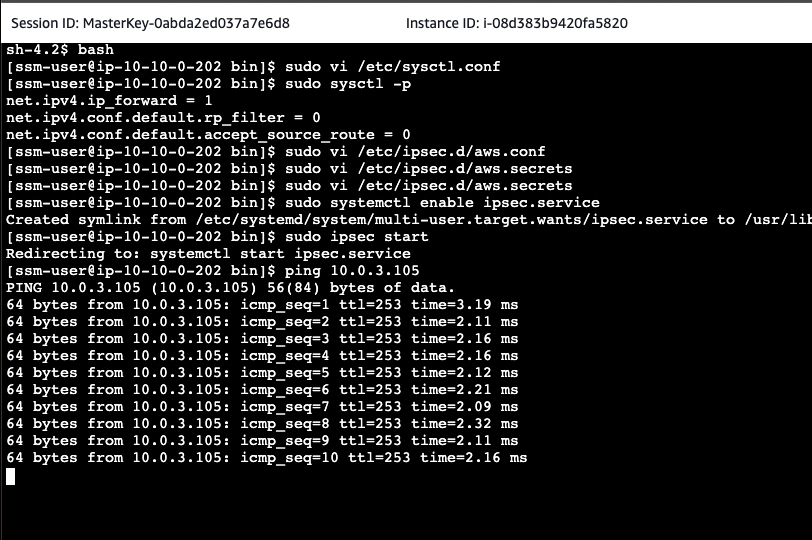 Session ID: MasterKey-0abda2ed037a7e6d8 Instance ID: i-08d383b9420fa5820
sh-4.2$ bash
[ssm-user@ip-10-10-0-202 bin]$ sudo vi /etc/sysctl.conf
[ssm-user@ip-10-10-0-202 bin]$ sudo sysctl -p
net.ipv4.ip_forward = 1
net.ipv4.conf.default.rp_filter = 0
net.ipv4.conf.default.accept_source_route = 0
[ssm-user@ip-10-10-0-202 bin]$ sudo vi /etc/ipsec.d/aws.conf
[ssm-user@ip-10-10-0-202 bin]$ sudo vi /etc/ipsec.d/aws.secrets
[ssm-user@ip-10-10-0-202 bin]$ sudo vi /etc/ipsec.d/aws.secrets
[ssm-user@ip-10-10-0-202 bin]$ sudo systemctl enable ipsec.service
Created symlink from /etc/systemd/system/multi-user.target.wants/ipsec.service to /usr/lib
[ssm-user@ip-10-10-0-202 bin]$ sudo ipsec start
Redirecting to: systemctl start ipsec.service
[ssm-user@ip-10-10-0-202 bin]$ ping 10.0.3.105
PING 10.0.3.105 (10.0.3.105) 56(84) bytes of data.
64 bytes from 10.0.3.105: icmp_seq=1 ttl=253 time=3.19 ms
64 bytes from 10.0.3.105: icmp_seq=2 ttl=253 time=2.11 ms
64 bytes from 10.0.3.105: icmp_seq=3 ttl=253 time=2.16 ms
64 bytes from 10.0.3.105: icmp_seq=4 ttl=253 time=2.16 ms
64 bytes from 10.0.3.105: icmp_seq=5 ttl=253 time=2.12 ms
64 bytes from 10.0.3.105: icmp_seq=6 ttl=253 time=2.21 ms
64 bytes from 10.0.3.105: icmp_seq=7 ttl=253 time=2.09 ms
64 bytes from 10.0.3.105: icmp_seq=8 ttl=253 time=2.32 ms
64 bytes from 10.0.3.105: icmp_seq=9 ttl=253 time=2.11 ms
64 bytes from 10.0.3.105: icmp_seq=10 ttl=253 time=2.16 ms